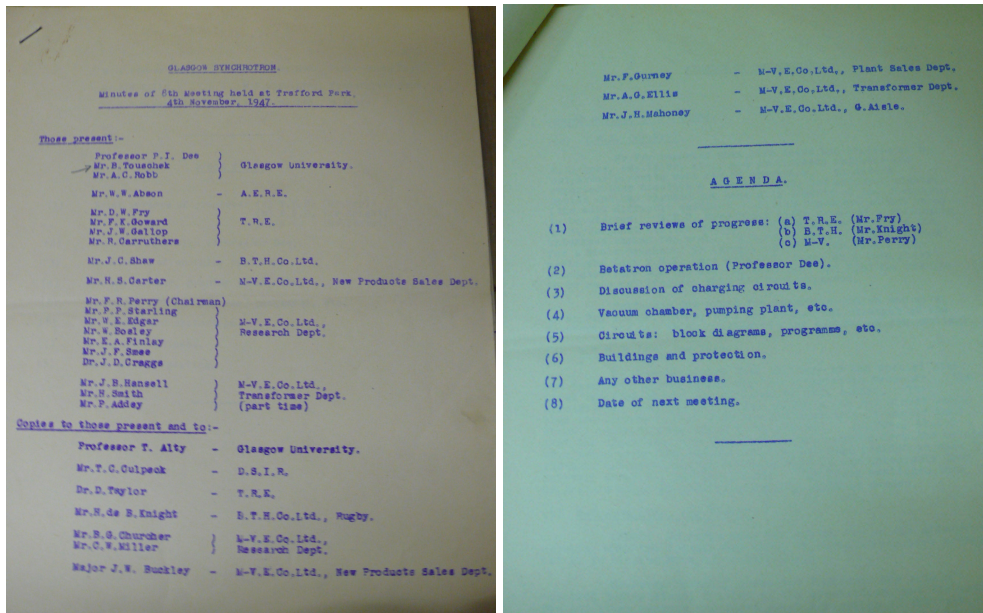 GLASGOW SYNCHROTRON.
Minutes of 6th Meeting held at Trafford Park,
4th November, 1947.
Those present:-
Professor P.I. Dee )
Mr.B.Touschek ) Glasgow University.
Mr.A.C.Robb )
Mr.W.W.Abson - A.E.R.E.
Mr.D.W.Fry )
Mr.F.K.Goward ) T.R.E.
Mr.J.W.Gallop )
Mr.R.Carruthers )
Mr.J.C.Shaw - B.T.H.Co.Ltd.
Mr.H.S.Carter - M-V.E.Co.Ltd., New Products Sales Dept.
Mr.F.R.Perry (Chairman)
Mr.P.P.Starling )
Mr.W.E.Edgar ) M-V.E.Co.Ltd.,
Mr.W.Bosley ) Research Dept.
Mr.E.A.Finlay )
Mr.J.F.Smee )
Dr.J.D.Craggs )
Mr.J.B.Hansell ) M-V.E.Co.Ltd.,
Mr.H.Smith ) Transformer Dept.
Mr.P.Addey ) (part time)
Copies to those present and to:-
Professor T. Alty - Glasgow University.
Mr.T.C.Culpeck - D.S.I.R.
Dr.D.Taylor - T.R.E.
Mr.H.de B.Knight - B.T.H.Co.Ltd., Rugby.
Mr.B.G.Churcher ) M-V.E.Co.Ltd.,
Mr.C.W.Miller ) Research Dept.
Major J.W. Buckley - M-V.E.Co.Ltd., New Products Sales Dept.
Mr.F.Gurney - M-V.E.Co.Ltd., Plant Sales Dept.
Mr.A.G.Ellis - M-V.E.Co.Ltd., Transformer Dept.
Mr.J.H.Mahoney - M-V.E.Co.Ltd., G.Aisle.
A G E N D A.
(1) Brief reviews of progress: (a) T.R.E. (Mr.Fry)
(b) B.T.H. (Mr.Knight)
(c) M-V. (Mr.Perry)
(2) Betatron operation (Professor Dee).
(3) Discussion of charging circuits.
(4) Vacuum chamber, pumping plant, etc.
(5) Circuits: block diagrams, programme, etc.
(6) Buildings and protection.
(7) Any other business.
(8) Date of next meeting.